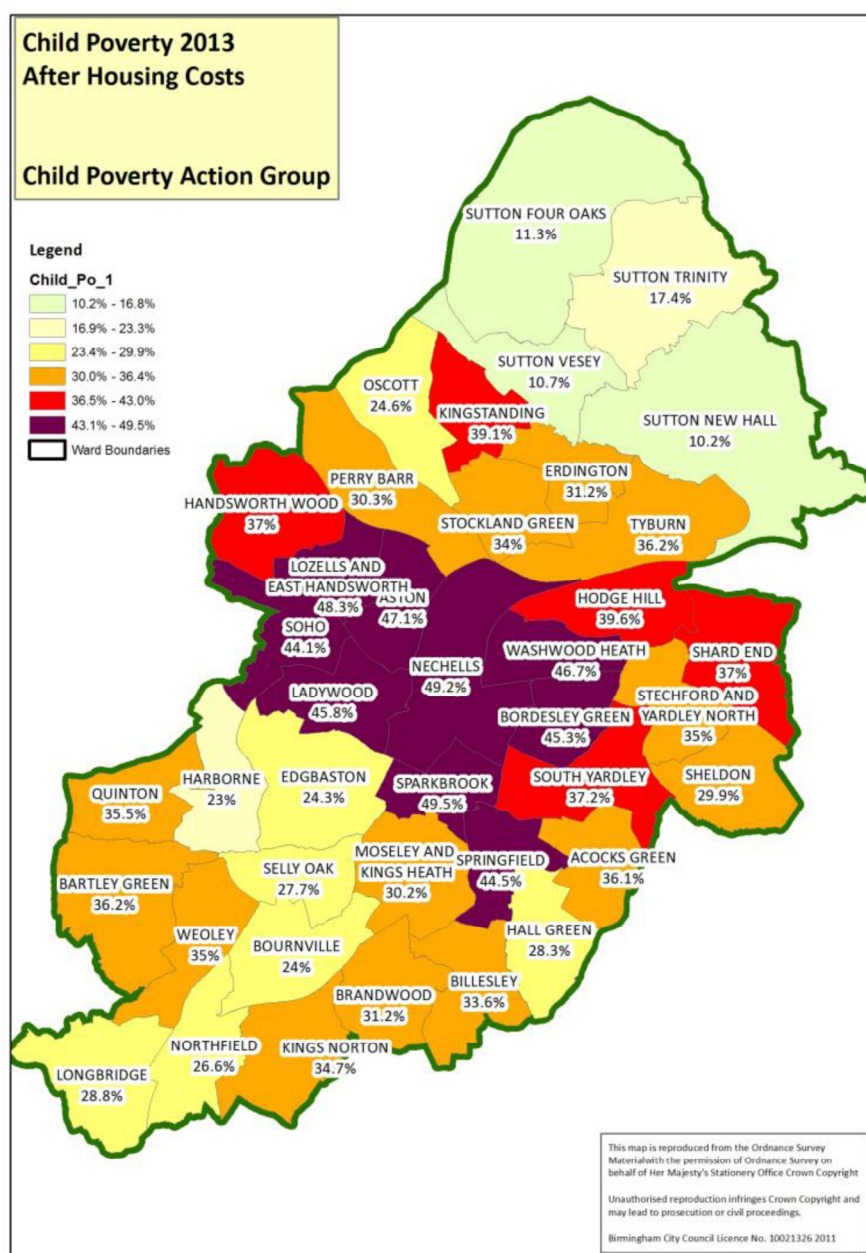 Child Poverty 2013
After Housing Costs
Child Poverty Action Group
Legend
Child_Po_1
10.2% - 16.8%
16.9% - 23.3%
23.4% - 29.9%
30.0% - 36.4%
36.5% - 43.0%
43.1% - 49.5%
Ward Boundaries
SUTTON FOUR OAKS
11.3%
SUTTON TRINITY
17.4%
SUTTON VESEY
10.7%
OSCOTT
24.6%
KINGSTANDING
39.1%
SUTTON NEW HALL
10.2%
ERDINGTON
31.2%
PERRY BARR
30.3%
HANDSWORTH WOOD
37%
STOCKLAND GREEN
34%
TYBURN
36.2%
LOZELLS AND
EAST HANDSWORTH
48.3%
ASTON
47.1%
HODGE HILL
39.6%
SOHO
44.1%
NECHELLS
49.2%
WASHWOOD HEATH
46.7%
SHARD END
37%
LADYWOOD
45.8%
STECHFORD AND
YARDLEY NORTH
35%
BORDESLEY GREEN
45.3%
QUINTON
35.5%
HARBORNE
23%
EDGBASTON
24.3%
SPARKBROOK
49.5%
SOUTH YARDLEY
37.2%
SHELDON
29.9%
BARTLEY GREEN
36.2%
SELLY OAK
27.7%
MOSELEY AND
KINGS HEATH
30.2%
SPRINGFIELD
44.5%
ACOCKS GREEN
36.1%
WEOLEY
35%
BOURNVILLE
24%
HALL GREEN
28.3%
BRANDWOOD
31.2%
BILLESLEY
33.6%
LONGBRIDGE
28.8%
NORTHFIELD
26.6%
KINGS NORTON
34.7%
This map is reproduced from the Ordnance Survey
Materialwith the permission of Ordnance Survey on
behalf of Her Majesty's Stationery Office Crown Copyright
Unauthorised reproduction infringes Crown Copyright and
may lead to prosecution or civil proceedings.
Birmingham City Council Licence No. 10021326 2011